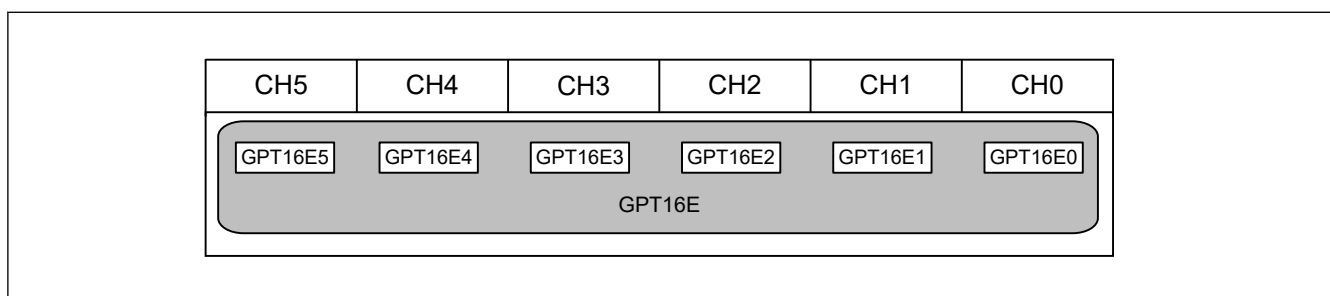 CH5 CH4 CH3 CH2 CH1 CH0
GPT16E5 GPT16E4 GPT16E3 GPT16E2 GPT16E1 GPT16E0
GPT16E